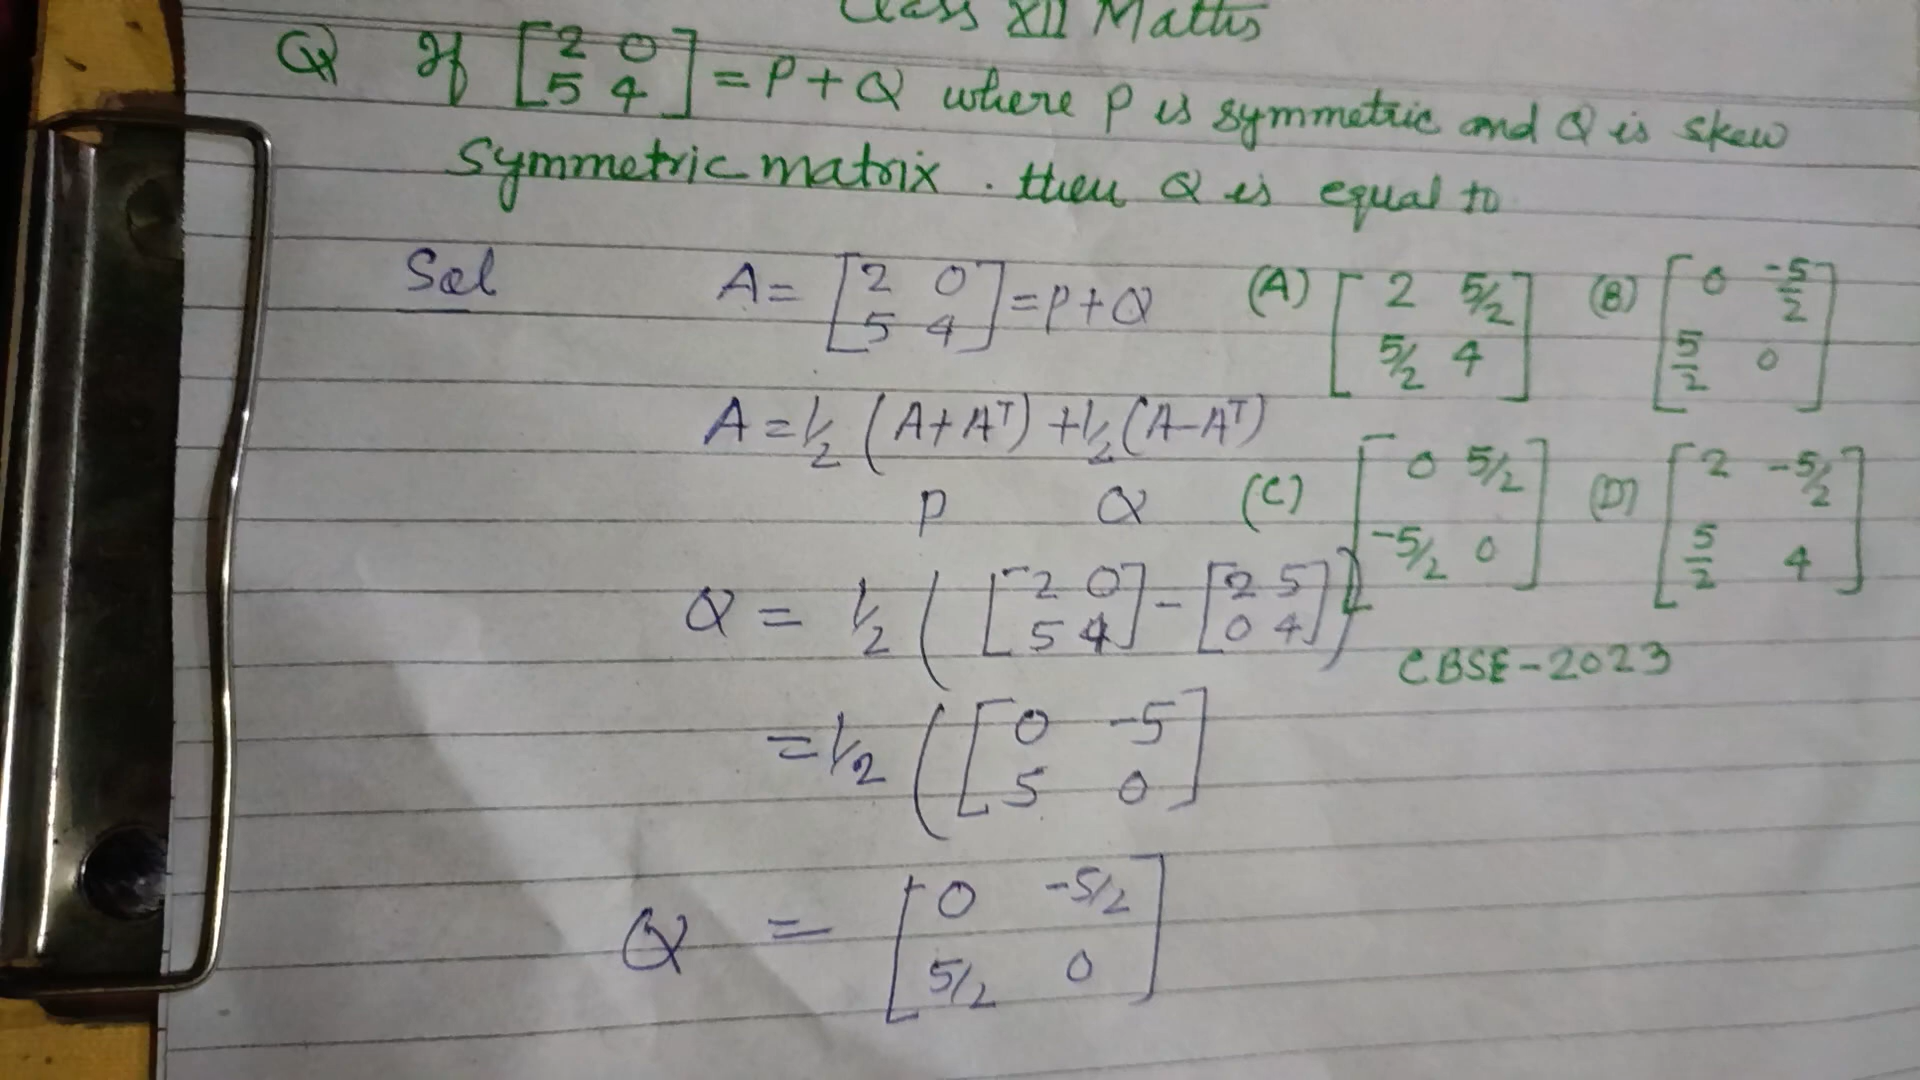 Class XII Maths
Q If [2 0 5 4] = P + Q where P is symmetric and Q is skew
symmetric matrix. then Q is equal to
Sol A = [2 0 5 4] = P + Q
(A) [2 5/2 5/2 4] (B) [0 -5/2 5/2 0]
A = 1/2 (A + Aᵀ) + 1/2 (A - Aᵀ)
P Q
(C) [0 5/2 -5/2 0] (D) [2 -5/2 5/2 4]
Q = 1/2 ( [2 0 5 4] - [2 5 0 4] )
CBSE - 2023
= 1/2 ( [0 -5 5 0]
Q = [0 -5/2 5/2 0]